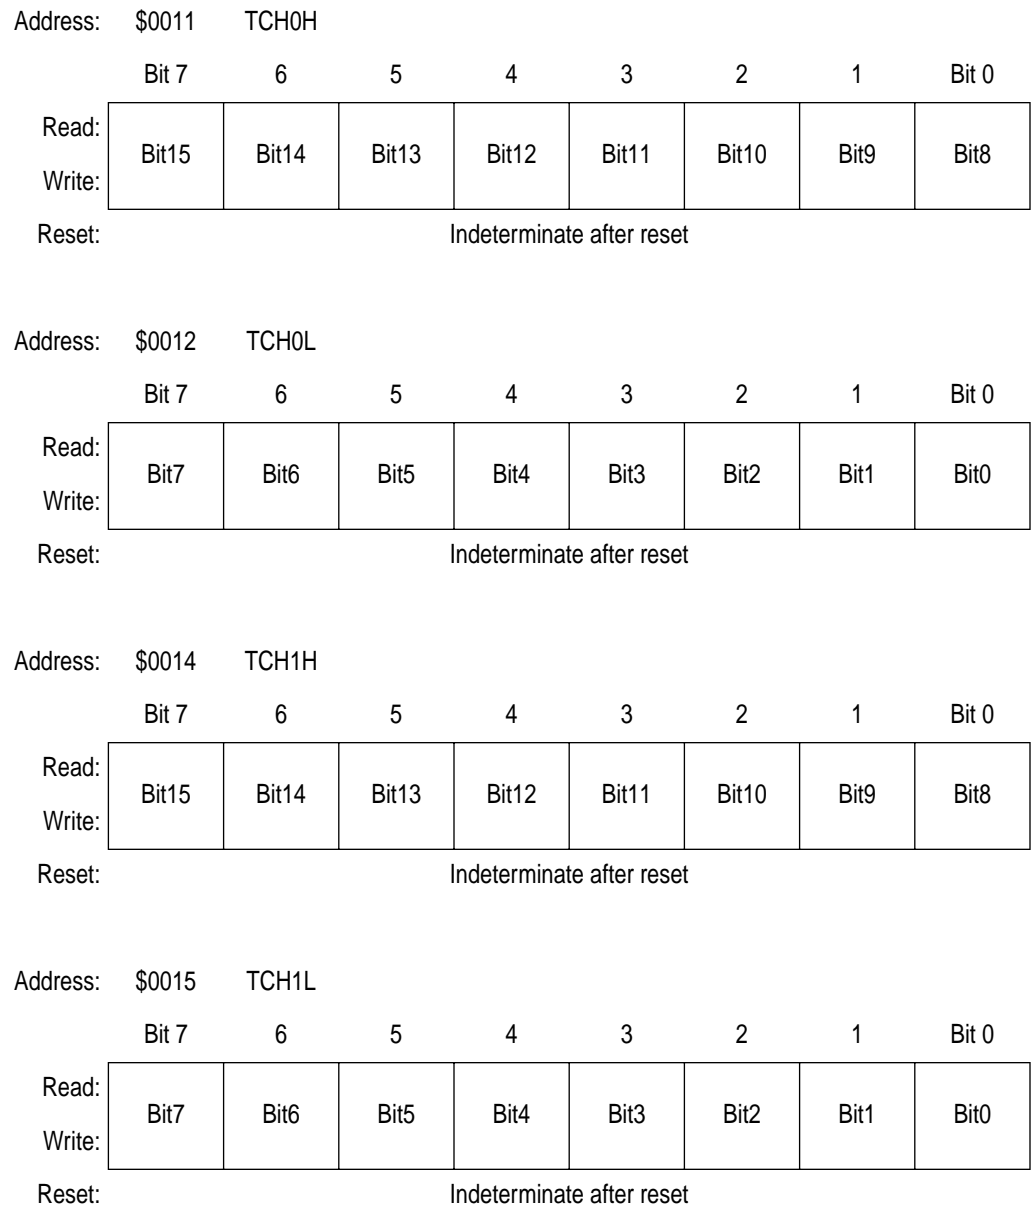 Address: $0011 TCH0H
Bit 7 6 5 4 3 2 1 Bit 0
Read:
Bit15 Bit14 Bit13 Bit12 Bit11 Bit10 Bit9 Bit8
Write:
Reset: Indeterminate after reset
Address: $0012 TCH0L
Bit 7 6 5 4 3 2 1 Bit 0
Read:
Bit7 Bit6 Bit5 Bit4 Bit3 Bit2 Bit1 Bit0
Write:
Reset: Indeterminate after reset
Address: $0014 TCH1H
Bit 7 6 5 4 3 2 1 Bit 0
Read:
Bit15 Bit14 Bit13 Bit12 Bit11 Bit10 Bit9 Bit8
Write:
Reset: Indeterminate after reset
Address: $0015 TCH1L
Bit 7 6 5 4 3 2 1 Bit 0
Read:
Bit7 Bit6 Bit5 Bit4 Bit3 Bit2 Bit1 Bit0
Write:
Reset: Indeterminate after reset